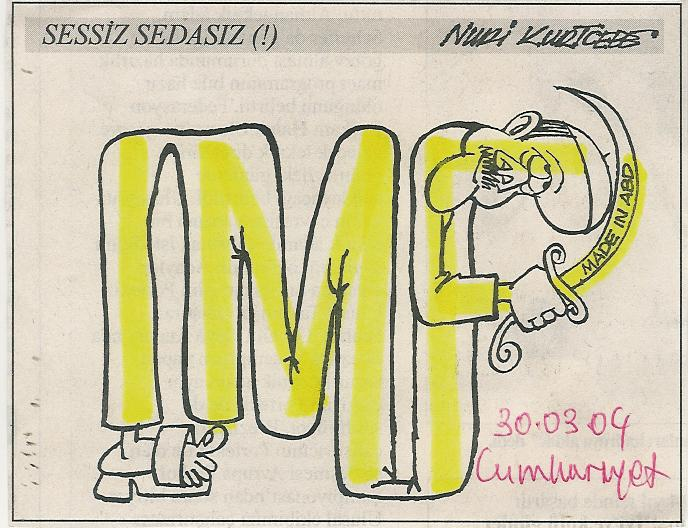 SESSİZ SEDASIZ (!)
NURİ KURTCEBE
IMF
MADE IN ABD
30.03.04
Cumhuriyet